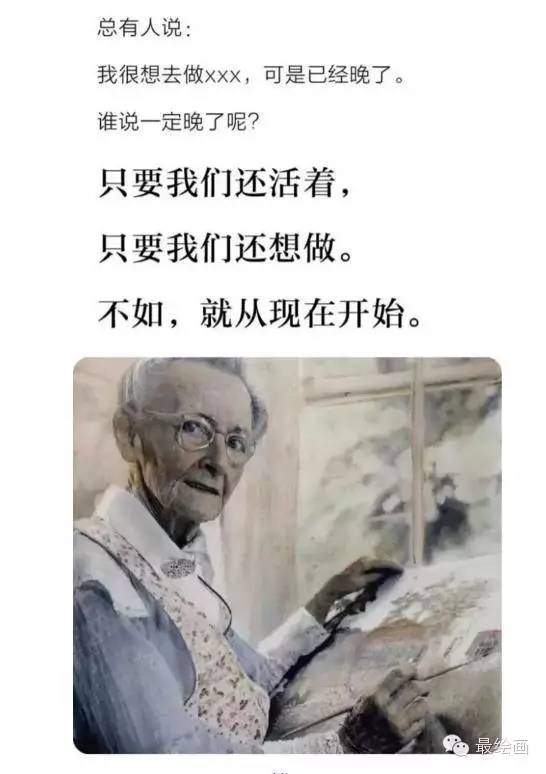 总有人说：
我很想去做xxx，可是已经晚了。
谁说一定晚了呢？
只要我们还活着，
只要我们还想做。
不如，就从现在开始。
最绘画